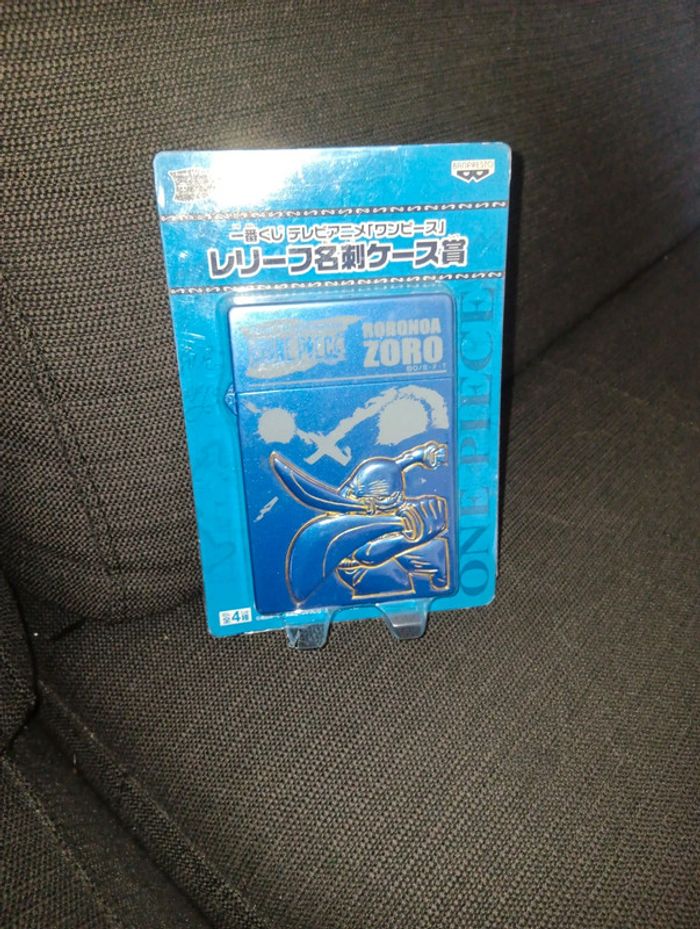 BANPRESTO
一番くじ テレビアニメ「ワンピース」
レリーフ名刺ケース賞
ONE PIECE
RORONOA
ZORO
ONE PIECE
全4種